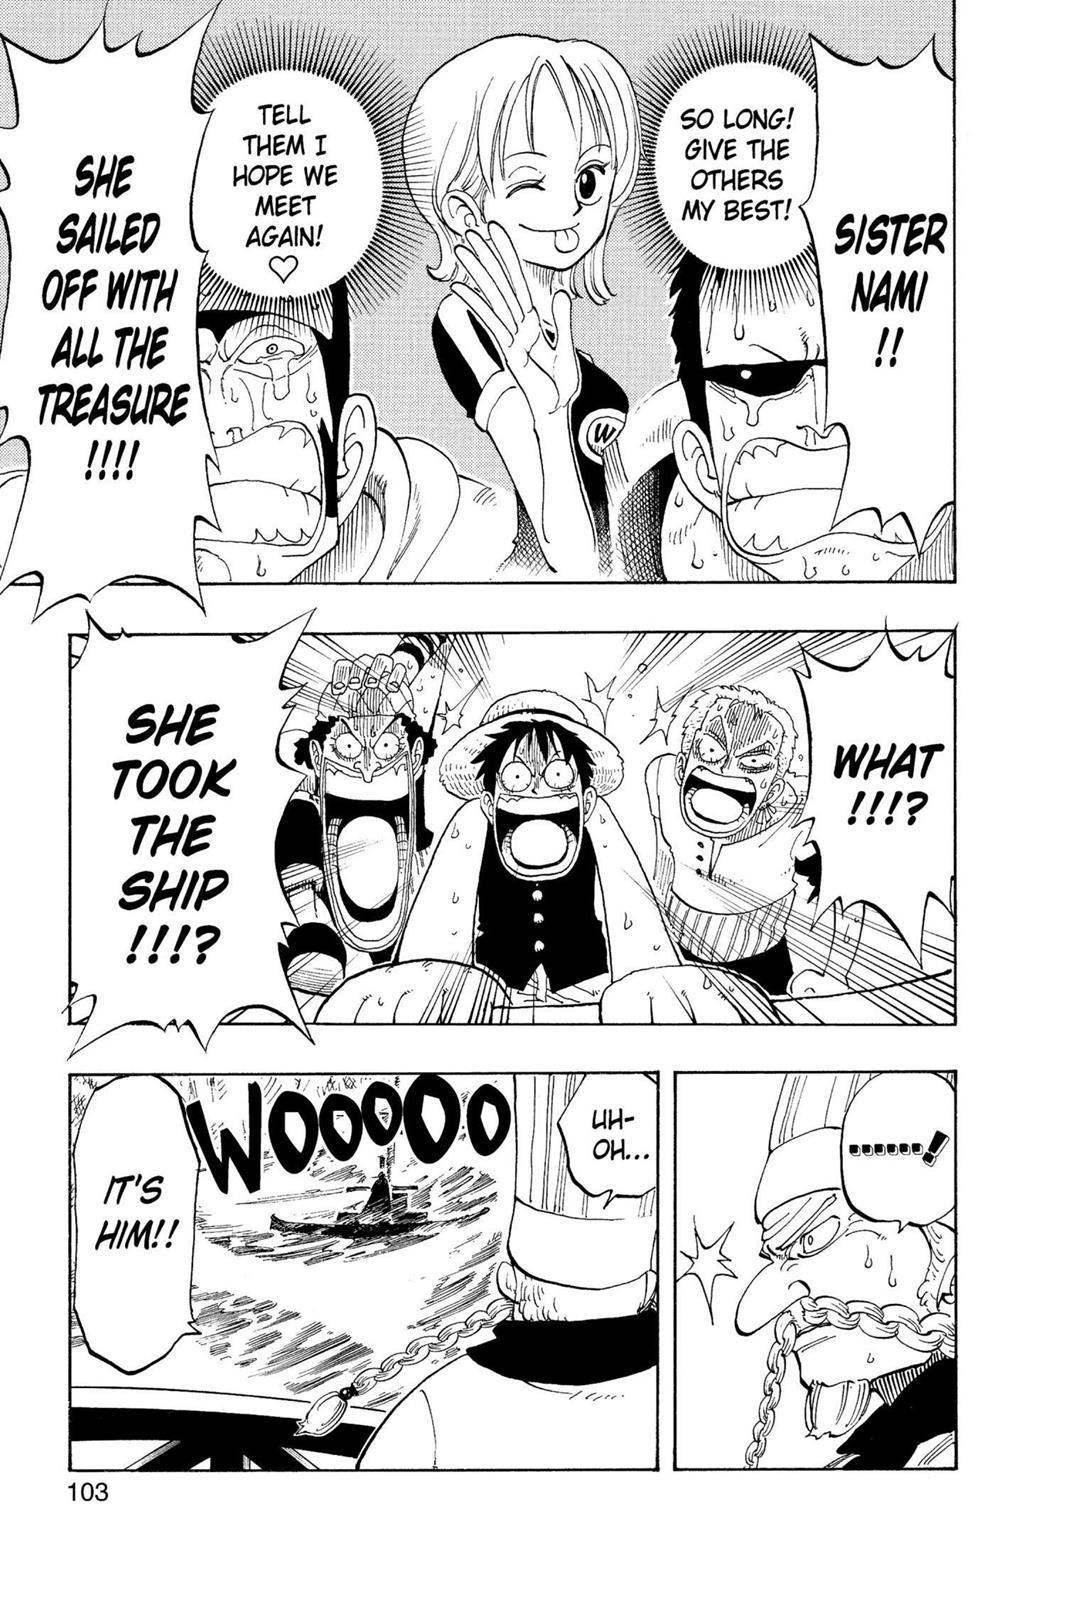 SO LONG!
GIVE THE
OTHERS
MY BEST!
SISTER
NAMI
!!
TELL
THEM I
HOPE WE
MEET
AGAIN!
♡
W
SHE
SAILED
OFF WITH
ALL THE
TREASURE
!!!!
WHAT
!!!?
SHE
TOOK
THE
SHIP
!!!?
.......!
UH-
OH...
WOOOOO
IT'S
HIM!!
103